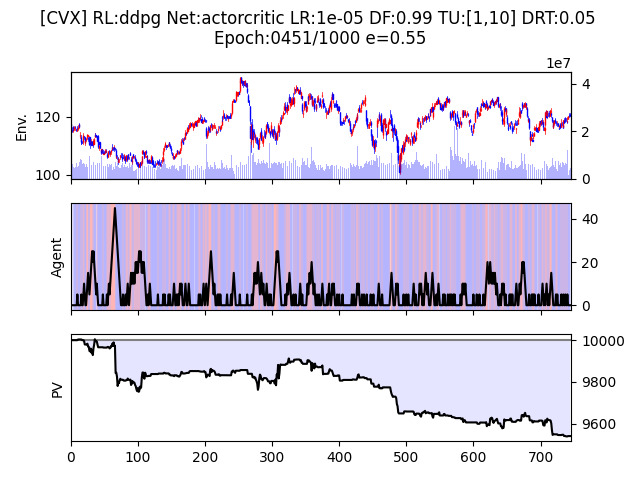 [CVX] RL:ddpg Net:actorcritic LR:1e-05 DF:0.99 TU:[1,10] DRT:0.05
Epoch:0451/1000 e=0.55
1e7
Env.
120
100
4
2
0
Agent
40
20
0
PV
10000
9800
9600
0 100 200 300 400 500 600 700